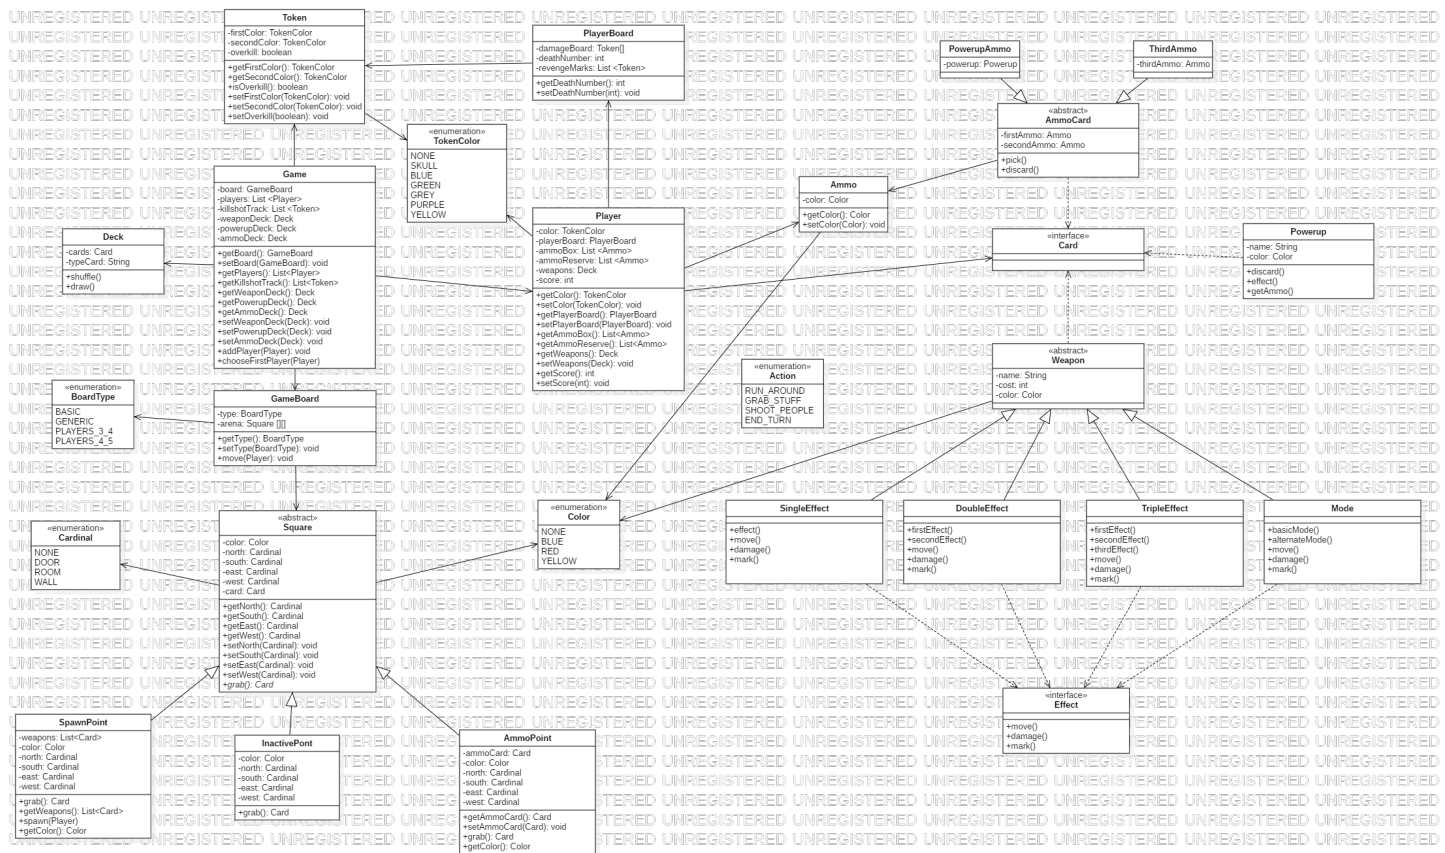 Token
-firstColor: TokenColor
-secondColor: TokenColor
-overkill: boolean
+getFirstColor(): TokenColor
+getSecondColor(): TokenColor
+isOverkill(): boolean
+setFirstColor(TokenColor): void
+setSecondColor(TokenColor): void
+setOverkill(boolean): void
PlayerBoard
-damageBoard: Token[]
-deathNumber: int
-revengeMarks: List <Token>
+getDeathNumber(): int
+setDeathNumber(int): void
PowerupAmmo
-powerup: Powerup
ThirdAmmo
-thirdAmmo: Ammo
«abstract»
AmmoCard
-firstAmmo: Ammo
-secondAmmo: Ammo
+pick()
+discard()
«enumeration»
TokenColor
NONE
SKULL
BLUE
GREEN
GREY
PURPLE
YELLOW
Game
-board: GameBoard
-players: List <Player>
-killshotTrack: List <Token>
-weaponDeck: Deck
-powerupDeck: Deck
-ammoDeck: Deck
+getBoard(): GameBoard
+setBoard(GameBoard): void
+getPlayers(): List<Player>
+getKillshotTrack(): List<Token>
+getWeaponDeck(): Deck
+getPowerupDeck(): Deck
+getAmmoDeck(): Deck
+setWeaponDeck(Deck): void
+setPowerupDeck(Deck): void
+setAmmoDeck(Deck): void
+addPlayer(Player): void
+chooseFirstPlayer(Player)
Deck
-cards: Card
-typeCard: String
+shuffle()
+draw()
Player
-color: TokenColor
-playerBoard: PlayerBoard
-ammoBox: List <Ammo>
-ammoReserve: List <Ammo>
-weapons: Deck
-score: int
+getColor(): TokenColor
+setColor(TokenColor): void
+getPlayerBoard(): PlayerBoard
+setPlayerBoard(PlayerBoard): void
+getAmmoBox(): List<Ammo>
+getAmmoReserve(): List<Ammo>
+getWeapons(): Deck
+setWeapons(Deck): void
+getScore(): int
+setScore(int): void
Ammo
-color: Color
+getColor(): Color
+setColor(Color): void
«interface»
Card
Powerup
-name: String
-color: Color
+discard()
+effect()
+getAmmo()
«abstract»
Weapon
-name: String
-cost: int
-color: Color
«enumeration»
Action
RUN_AROUND
GRAB_STUFF
SHOOT_PEOPLE
END_TURN
«enumeration»
BoardType
BASIC
GENERIC
PLAYERS_3_4
PLAYERS_4_5
GameBoard
-type: BoardType
-arena: Square [][]
+getType(): BoardType
+setType(BoardType): void
+move(Player): void
«enumeration»
Cardinal
NONE
DOOR
ROOM
WALL
«abstract»
Square
-color: Color
-north: Cardinal
-south: Cardinal
-east: Cardinal
-west: Cardinal
-card: Card
+getNorth(): Cardinal
+getSouth(): Cardinal
+getEast(): Cardinal
+getWest(): Cardinal
+setNorth(Cardinal): void
+setSouth(Cardinal): void
+setEast(Cardinal): void
+setWest(Cardinal): void
+grab(): Card
«enumeration»
Color
NONE
BLUE
RED
YELLOW
SingleEffect
+effect()
+move()
+damage()
+mark()
DoubleEffect
+firstEffect()
+secondEffect()
+move()
+damage()
+mark()
TripleEffect
+firstEffect()
+secondEffect()
+thirdEffect()
+move()
+damage()
+mark()
Mode
+basicMode()
+alternateMode()
+move()
+damage()
+mark()
«interface»
Effect
+move()
+damage()
+mark()
SpawnPoint
-weapons: List<Card>
-color: Color
-north: Cardinal
-south: Cardinal
-east: Cardinal
-west: Cardinal
+grab(): Card
+getWeapons(): List<Card>
+spawn(Player)
+getColor(): Color
InactivePont
-color: Color
-north: Cardinal
-south: Cardinal
-east: Cardinal
-west: Cardinal
+grab(): Card
AmmoPoint
-ammoCard: Card
-color: Color
-north: Cardinal
-south: Cardinal
-east: Cardinal
-west: Cardinal
+getAmmoCard(): Card
+setAmmoCard(Card): void
+grab(): Card
+getColor(): Color
UNREGISTERED